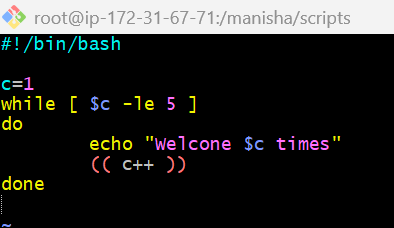 root@ip-172-31-67-71:/manisha/scripts
#!/bin/bash
c=1
while [ $c -le 5 ]
do
        echo "Welcone $c times"
        (( c++ ))
done
~